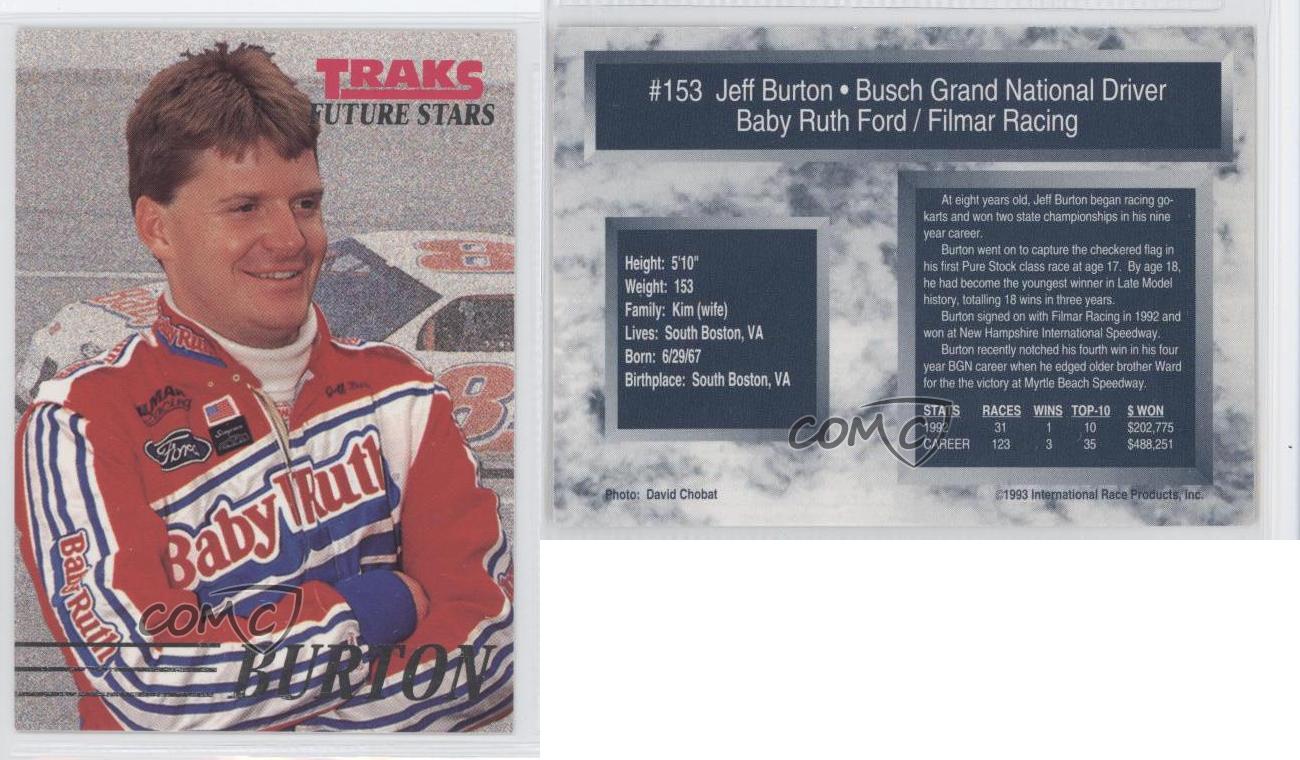 TRAKS
FUTURE STARS
Baby Ruth
Ford
Simpson
Baby Ruth
Baby Ruth
COMC
BURTON
#153 Jeff Burton • Busch Grand National Driver
Baby Ruth Ford / Filmar Racing
Height: 5'10"
Weight: 153
Family: Kim (wife)
Lives: South Boston, VA
Born: 6/29/67
Birthplace: South Boston, VA
At eight years old, Jeff Burton began racing go-
karts and won two state championships in his nine
year career.
Burton went on to capture the checkered flag in
his first Pure Stock class race at age 17. By age 18,
he had become the youngest winner in Late Model
history, totalling 18 wins in three years.
Burton signed on with Filmar Racing in 1992 and
won at New Hampshire International Speedway.
Burton recently notched his fourth win in his four
year BGN career when he edged older brother Ward
for the the victory at Myrtle Beach Speedway.
STATS RACES WINS TOP-10 $ WON
1992 31 1 10 $202,775
CAREER 123 3 35 $488,251
COMC
Photo: David Chobat
©1993 International Race Products, Inc.